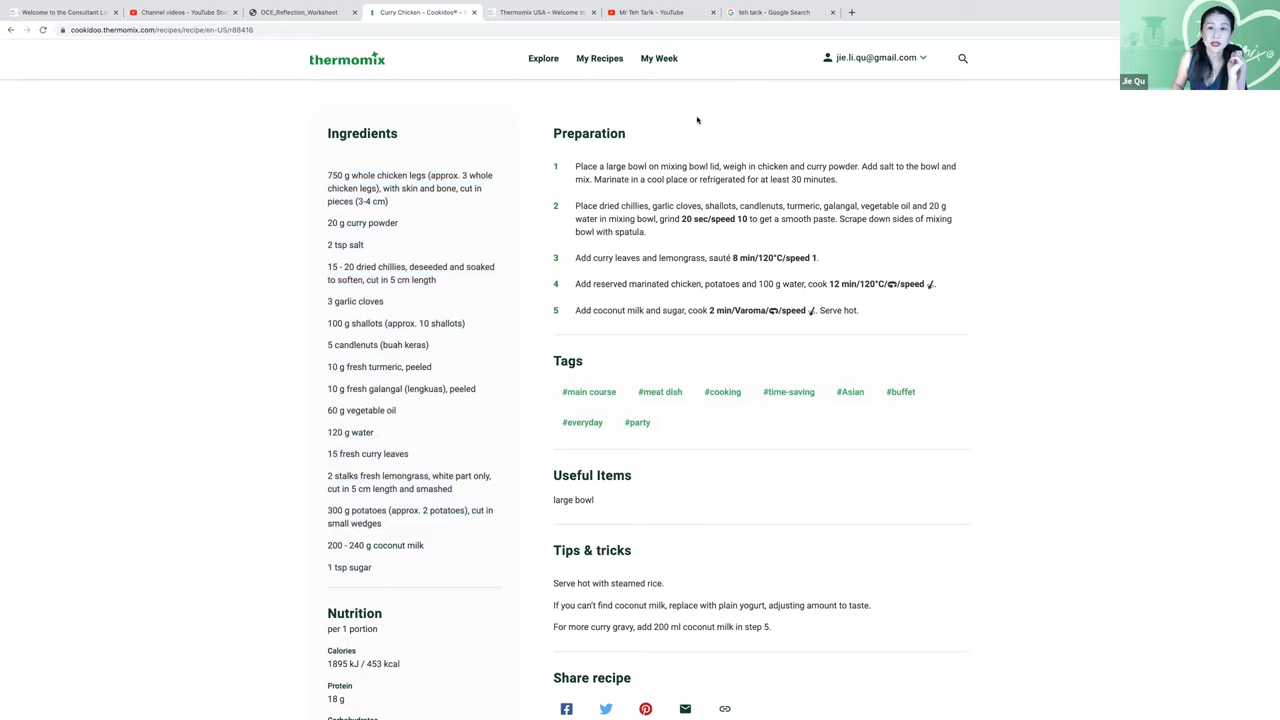 Welcome to the Consultant Lo
Channel videos - YouTube Stu
OCE_Reflection_Worksheet
Curry Chicken - Cookidoo® –
Thermomix USA – Welcome to
Mr Teh Tarik - YouTube
teh tarik - Google Search
cookidoo.thermomix.com/recipes/recipe/en-US/r88416
thermomix
Explore
My Recipes
My Week
jie.li.qu@gmail.com
Jie Qu
Ingredients
750 g whole chicken legs (approx. 3 whole
chicken legs), with skin and bone, cut in
pieces (3-4 cm)
20 g curry powder
2 tsp salt
15 - 20 dried chillies, deseeded and soaked
to soften, cut in 5 cm length
3 garlic cloves
100 g shallots (approx. 10 shallots)
5 candlenuts (buah keras)
10 g fresh turmeric, peeled
10 g fresh galangal (lengkuas), peeled
60 g vegetable oil
120 g water
15 fresh curry leaves
2 stalks fresh lemongrass, white part only,
cut in 5 cm length and smashed
300 g potatoes (approx. 2 potatoes), cut in
small wedges
200 - 240 g coconut milk
1 tsp sugar
Nutrition
per 1 portion
Calories
1895 kJ / 453 kcal
Protein
18 g
Carbohydrates
Preparation
1 Place a large bowl on mixing bowl lid, weigh in chicken and curry powder. Add salt to the bowl and
mix. Marinate in a cool place or refrigerated for at least 30 minutes.
2 Place dried chillies, garlic cloves, shallots, candlenuts, turmeric, galangal, vegetable oil and 20 g
water in mixing bowl, grind 20 sec/speed 10 to get a smooth paste. Scrape down sides of mixing
bowl with spatula.
3 Add curry leaves and lemongrass, sauté 8 min/120°C/speed 1.
4 Add reserved marinated chicken, potatoes and 100 g water, cook 12 min/120°C/ /speed .
5 Add coconut milk and sugar, cook 2 min/Varoma/ /speed . Serve hot.
Tags
#main course #meat dish #cooking #time-saving #Asian #buffet
#everyday #party
Useful Items
large bowl
Tips & tricks
Serve hot with steamed rice.
If you can't find coconut milk, replace with plain yogurt, adjusting amount to taste.
For more curry gravy, add 200 ml coconut milk in step 5.
Share recipe